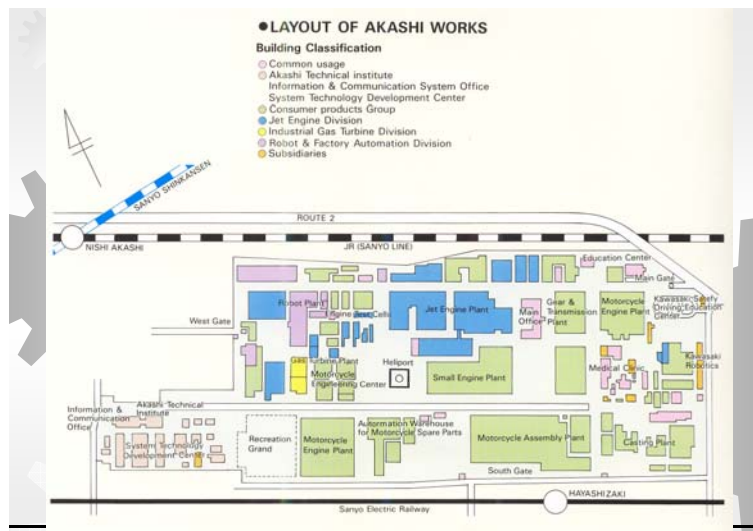 ●LAYOUT OF AKASHI WORKS
Building Classification
Common usage
Akashi Technical institute
Information & Communication System Office
System Technology Development Center
Consumer products Group
Jet Engine Division
Industrial Gas Turbine Division
Robot & Factory Automation Division
Subsidiaries
SANYO SHINKANSEN
ROUTE 2
NISHI AKASHI
JR (SANYO LINE)
Education Center
Main Gate
Robot Plant
Engine Test Cells
Jet Engine Plant
Main
Office
Gear &
Transmission
Plant
Motorcycle
Engine Plant
Kawasaki Safety
Driving Education
Center
West Gate
Gas Turbine Plant
Motorcycle
Engineering Center
Heliport
Small Engine Plant
Medical Clinic
Kawasaki
Robotics
Information &
Communication
Office
Akashi Technical
Institute
System Technology
Development Center
Recreation
Grand
Motorcycle
Engine Plant
Autormation Warehouse
for Motorcycle Spare Parts
Motorcycle Assembly Plant
Casting Plant
South Gate
HAYASHIZAKI
Sanyo Electric Railway